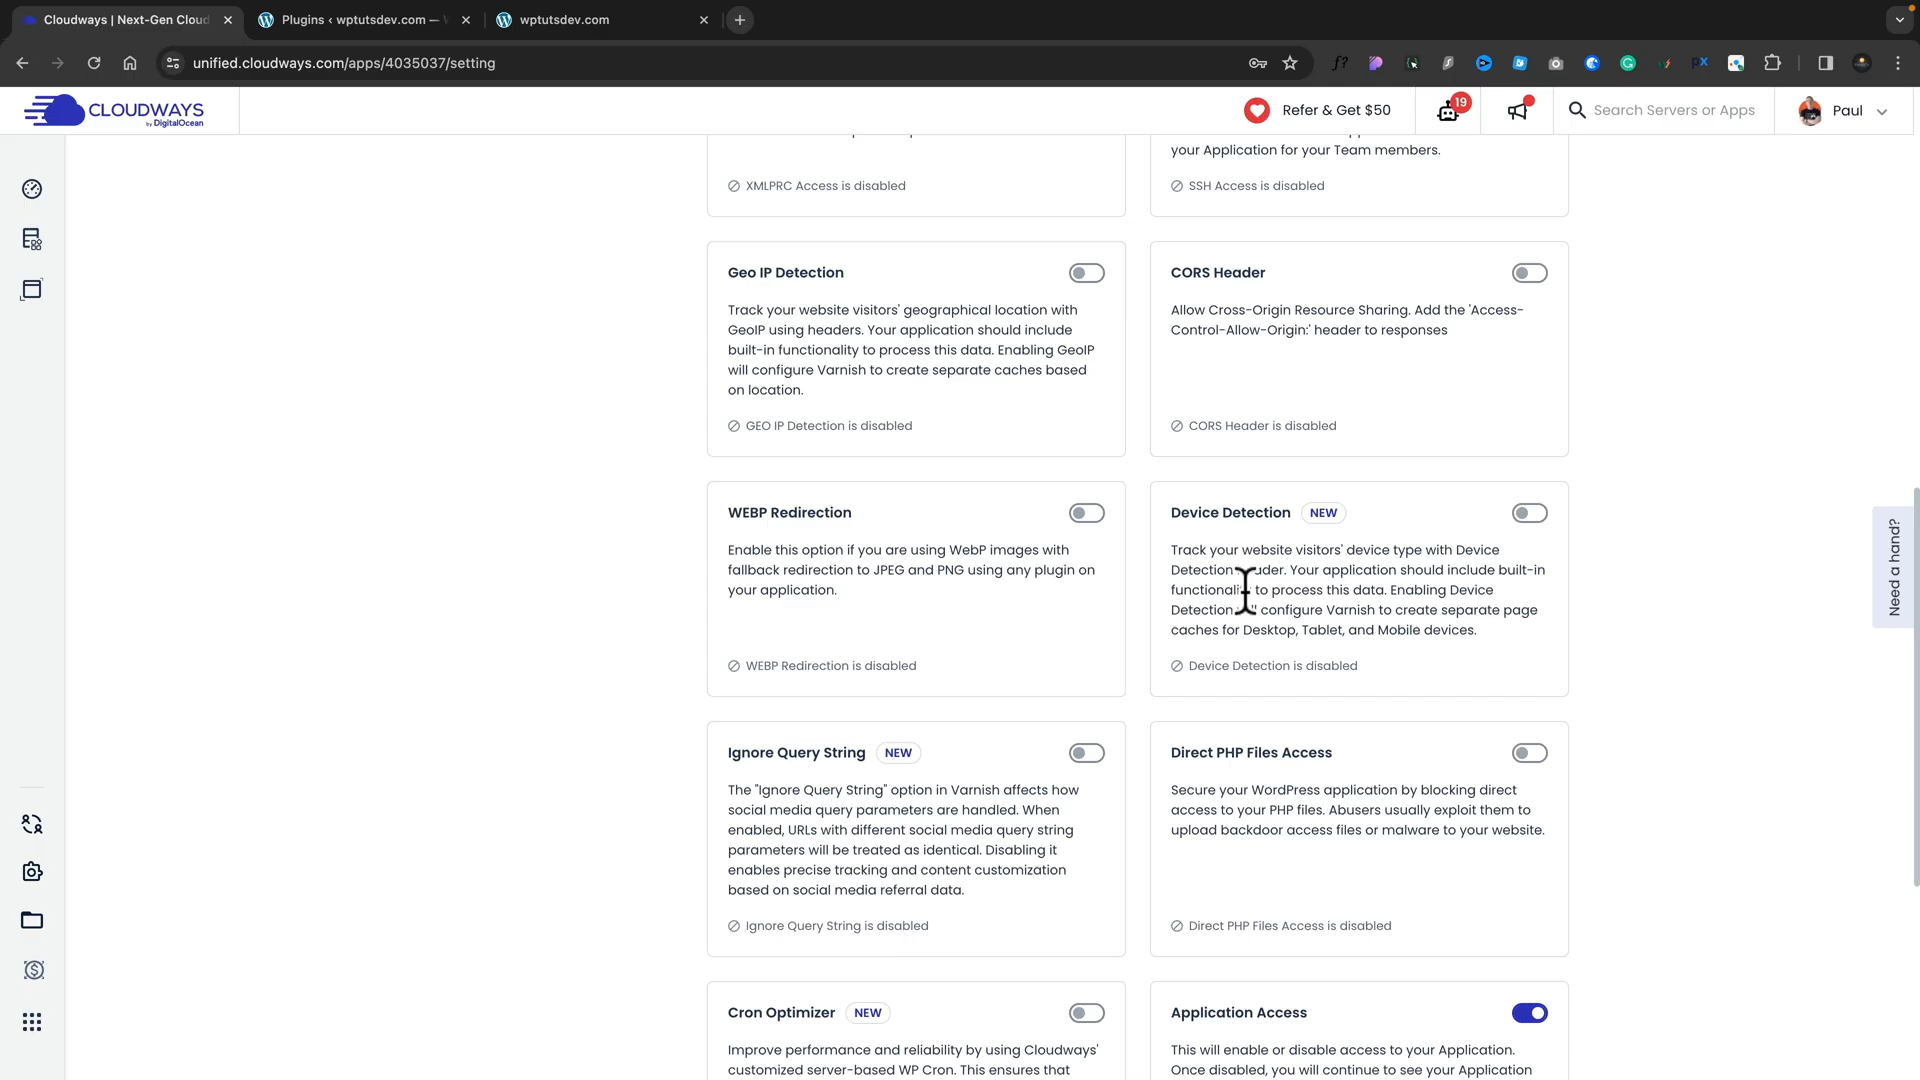 Cloudways | Next-Gen Cloud
Plugins ‹ wptutsdev.com —
wptutsdev.com
unified.cloudways.com/apps/4035037/setting
CLOUDWAYS
by DigitalOcean
Refer & Get $50
19
Search Servers or Apps
Paul
your Application for your Team members.
XMLPRC Access is disabled
SSH Access is disabled
Geo IP Detection
Track your website visitors' geographical location with
GeoIP using headers. Your application should include
built-in functionality to process this data. Enabling GeoIP
will configure Varnish to create separate caches based
on location.
GEO IP Detection is disabled
CORS Header
Allow Cross-Origin Resource Sharing. Add the 'Access-
Control-Allow-Origin:' header to responses
CORS Header is disabled
WEBP Redirection
Enable this option if you are using WebP images with
fallback redirection to JPEG and PNG using any plugin on
your application.
WEBP Redirection is disabled
Device Detection NEW
Track your website visitors' device type with Device
Detection Your application should include built-in
to process this data. Enabling Device
Detection configure Varnish to create separate page
caches for Desktop, Tablet, and Mobile devices.
Device Detection is disabled
Need a hand?
Ignore Query String NEW
The "Ignore Query String" option in Varnish affects how
social media query parameters are handled. When
enabled, URLs with different social media query string
parameters will be treated as identical. Disabling it
enables precise tracking and content customization
based on social media referral data.
Ignore Query String is disabled
Direct PHP Files Access
Secure your WordPress application by blocking direct
access to your PHP files. Abusers usually exploit them to
upload backdoor access files or malware to your website.
Direct PHP Files Access is disabled
Cron Optimizer NEW
Improve performance and reliability by using Cloudways'
customized server-based WP Cron. This ensures that
Application Access
This will enable or disable access to your Application.
Once disabled, you will continue to see your Application